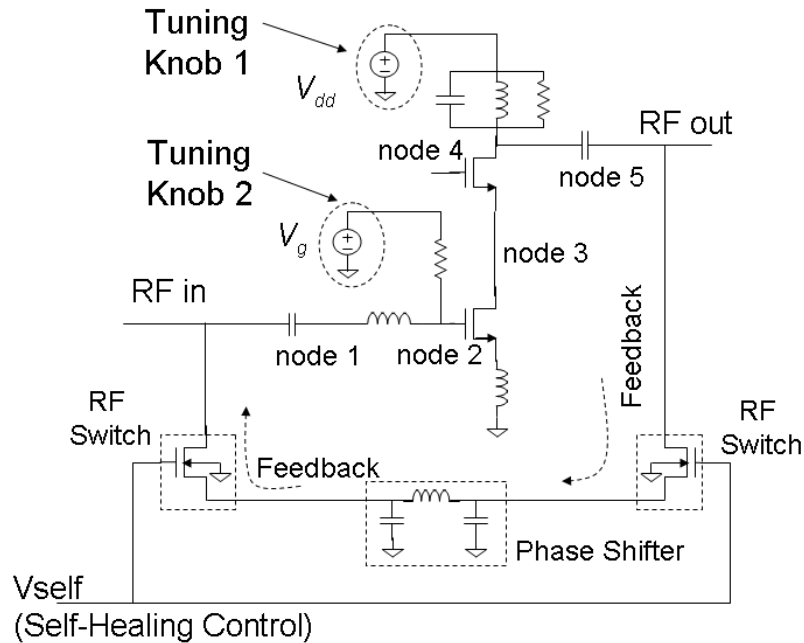 Tuning
Knob 1
Vdd
RF out
node 4
node 5
Tuning
Knob 2
Vg
node 3
RF in
node 1
node 2
Feedback
RF
Switch
RF
Switch
Feedback
Phase Shifter
Vself
(Self-Healing Control)